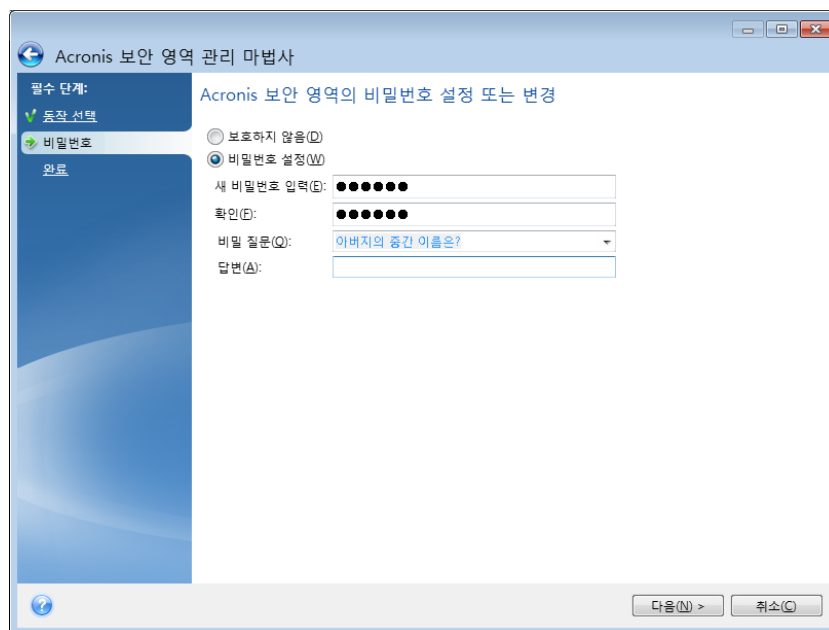 Acronis 보안 영역 관리 마법사
필수 단계:
동작 선택
비밀번호
완료
Acronis 보안 영역의 비밀번호 설정 또는 변경
보호하지 않음(D)
비밀번호 설정(W)
새 비밀번호 입력(E): ●●●●●●
확인(F): ●●●●●●
비밀 질문(Q): 아버지의 중간 이름은?
답변(A):
다음(N) >
취소(C)